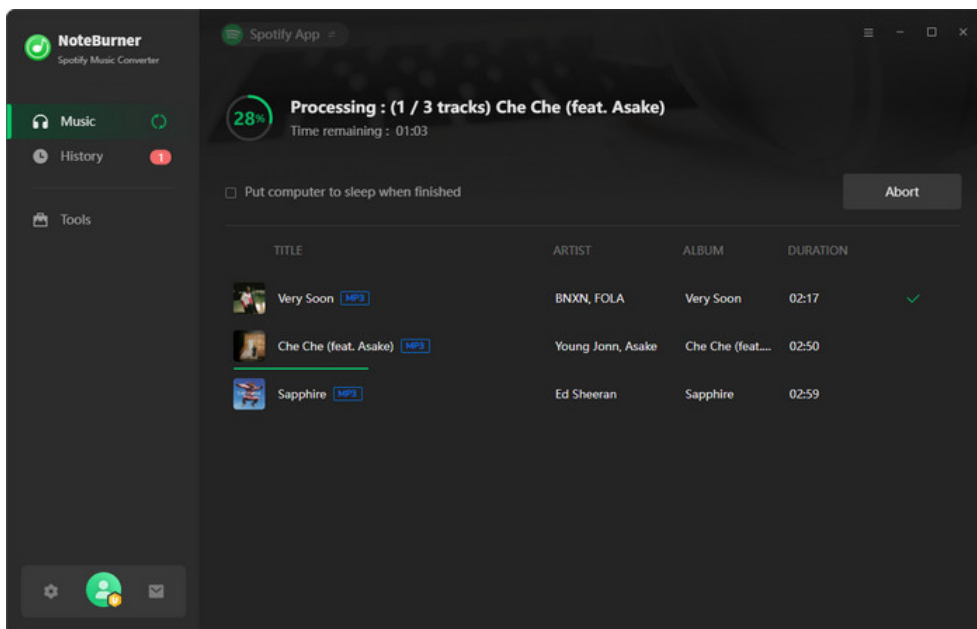 NoteBurner
Spotify Music Converter
Music
History 1
Tools
Spotify App
28%
Processing : (1 / 3 tracks) Che Che (feat. Asake)
Time remaining : 01:03
Put computer to sleep when finished
Abort
TITLE ARTIST ALBUM DURATION
Very Soon MP3 BNXN, FOLA Very Soon 02:17
Che Che (feat. Asake) MP3 Young Jonn, Asake Che Che (feat.... 02:50
Sapphire MP3 Ed Sheeran Sapphire 02:59